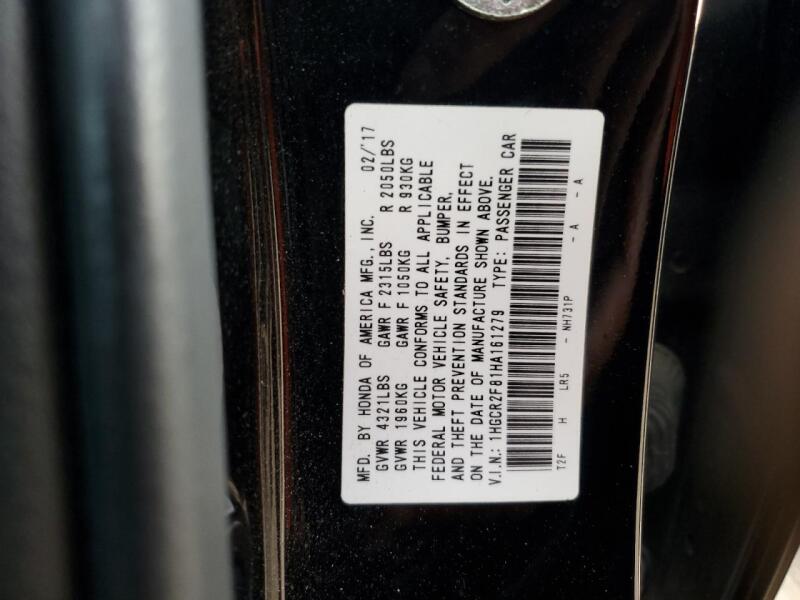 MFD. BY HONDA OF AMERICA MFG., INC. 02/'17
GVWR 4321LBS GAWR F 2315LBS R 2050LBS
GVWR 1960KG GAWR F 1050KG R 930KG
THIS VEHICLE CONFORMS TO ALL APPLICABLE
FEDERAL MOTOR VEHICLE SAFETY, BUMPER,
AND THEFT PREVENTION STANDARDS IN EFFECT
ON THE DATE OF MANUFACTURE SHOWN ABOVE.
V.I.N.: 1HGCR2F81HA161279 TYPE: PASSENGER CAR
T2F H LR5 - NH731P - A - A